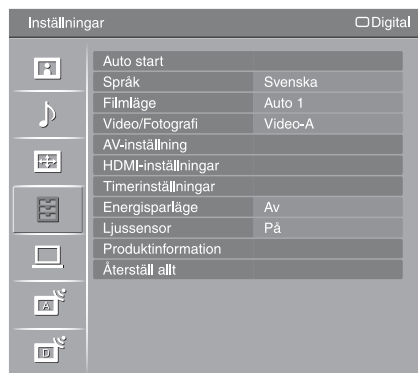 Inställningar Digital
Auto start
Språk Svenska
Filmläge Auto 1
Video/Fotografi Video-A
AV-inställning
HDMI-inställningar
Timerinställningar
Energisparläge Av
Ljussensor På
Produktinformation
Återställ allt
A
D